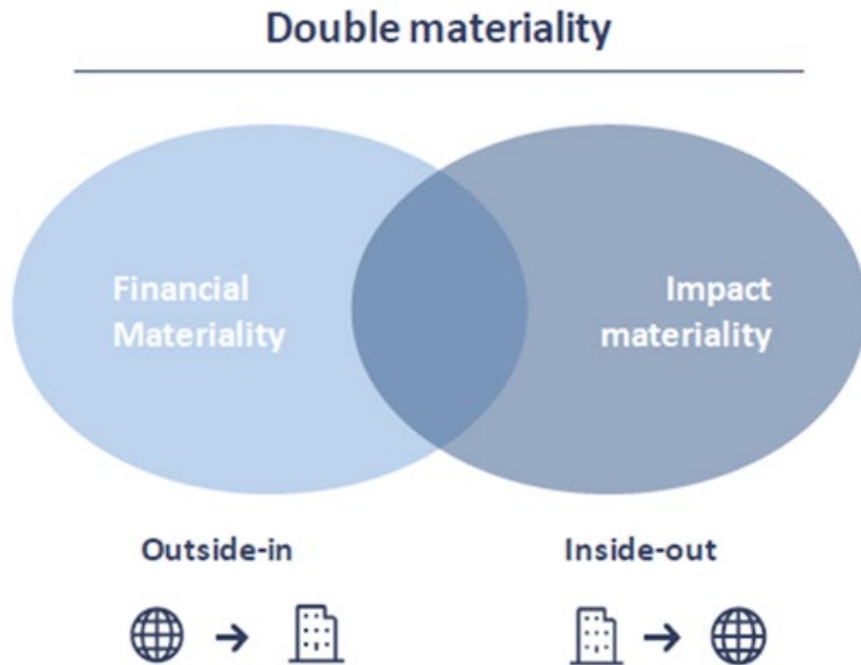 Double materiality
Financial
Materiality
Impact
materiality
Outside-in
Inside-out